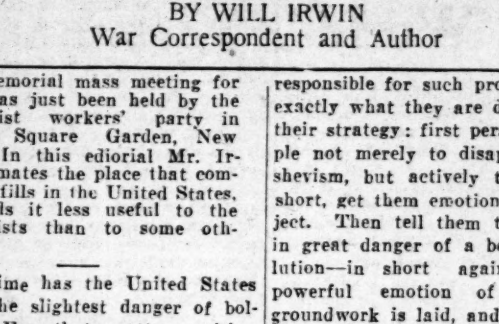 BY WILL IRWIN
War Correspondent and Author
emorial mass meeting for
as just been held by the
ist workers' party in
Square Garden, New
In this ediorial Mr. Ir-
mates the place that com-
fills in the United States,
ds it less useful to the
ists than to some oth-
ime has the United States
he slightest danger of bol-
responsible for such pro
exactly what they are d
their strategy: first per
ple not merely to disap
shevism, but actively t
short, get them emotion
ject. Then tell them t
in great danger of a bo
lution—in short again
powerful emotion of
groundwork is laid, and